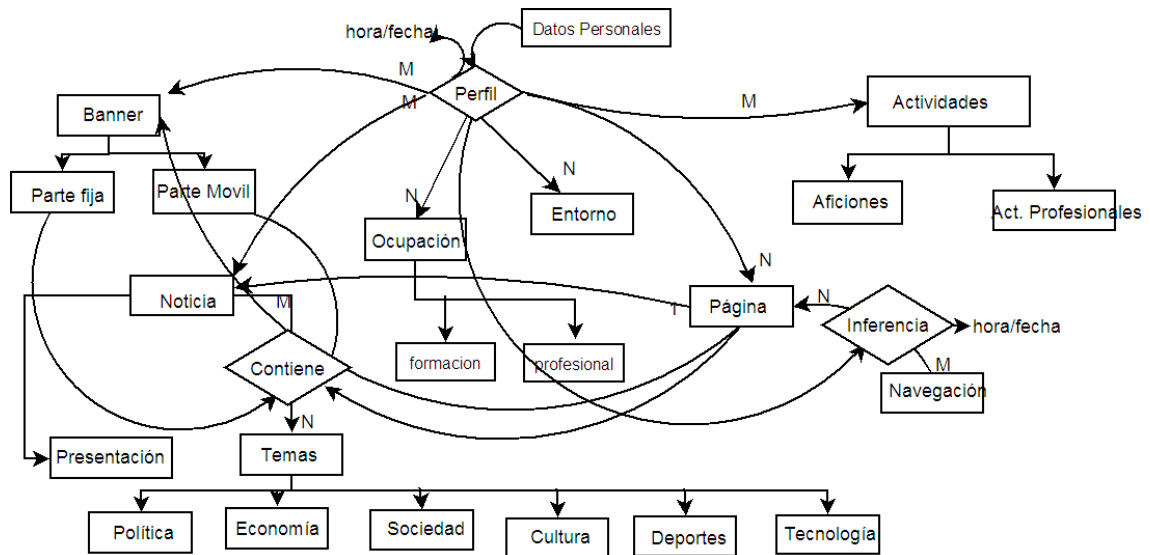 hora/fecha
Datos Personales
M
Perfil
M
M
Actividades
Banner
Parte fija
Parte Movil
N
N
Entorno
Aficiones
Act. Profesionales
Ocupación
N
Noticia
M
1
Página
N
Inferencia
hora/fecha
formacion
profesional
Contiene
M
Navegación
N
Presentación
Temas
Política
Economía
Sociedad
Cultura
Deportes
Tecnología